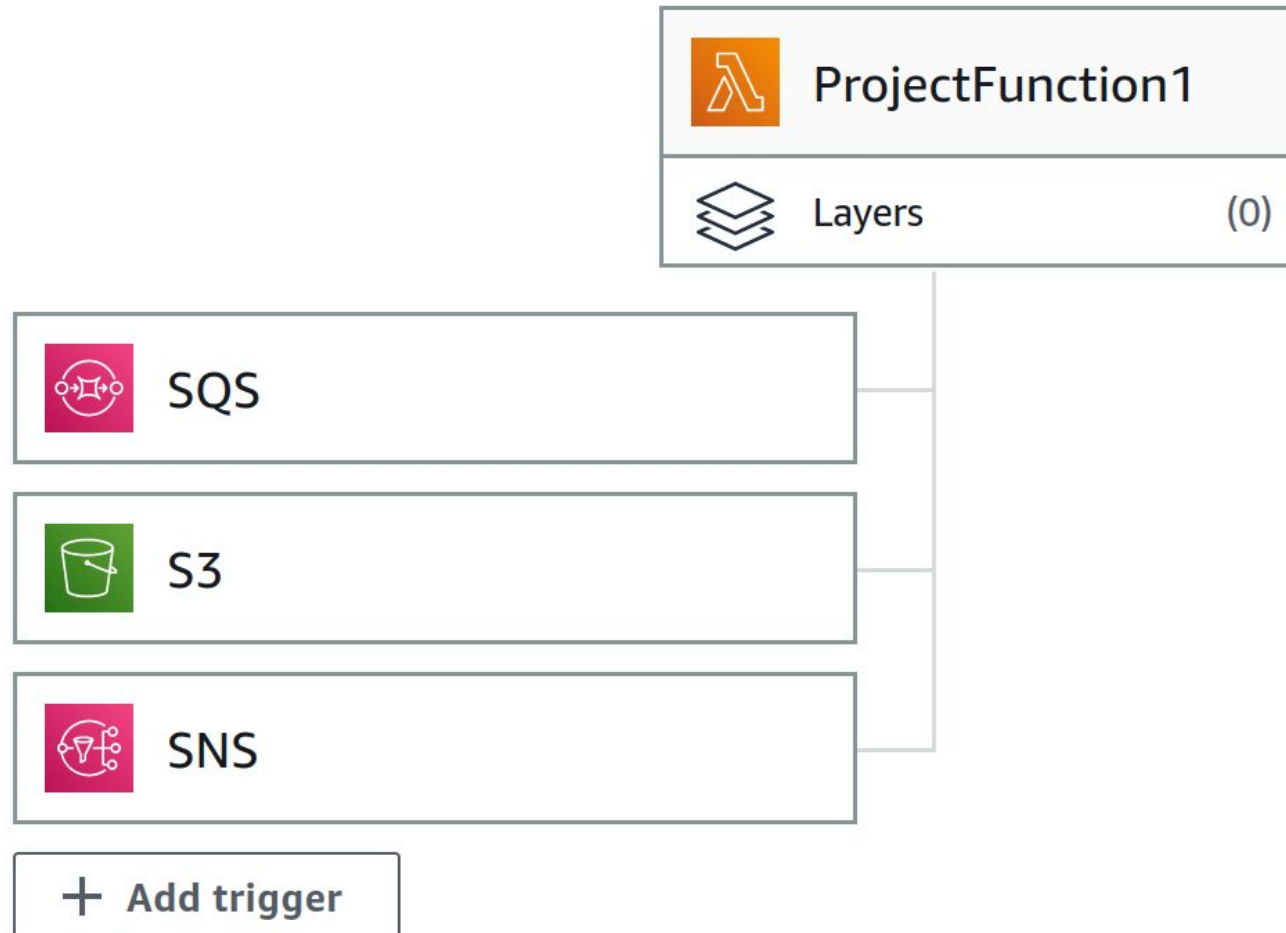 ProjectFunction1
Layers (0)
SQS
S3
SNS
+ Add trigger